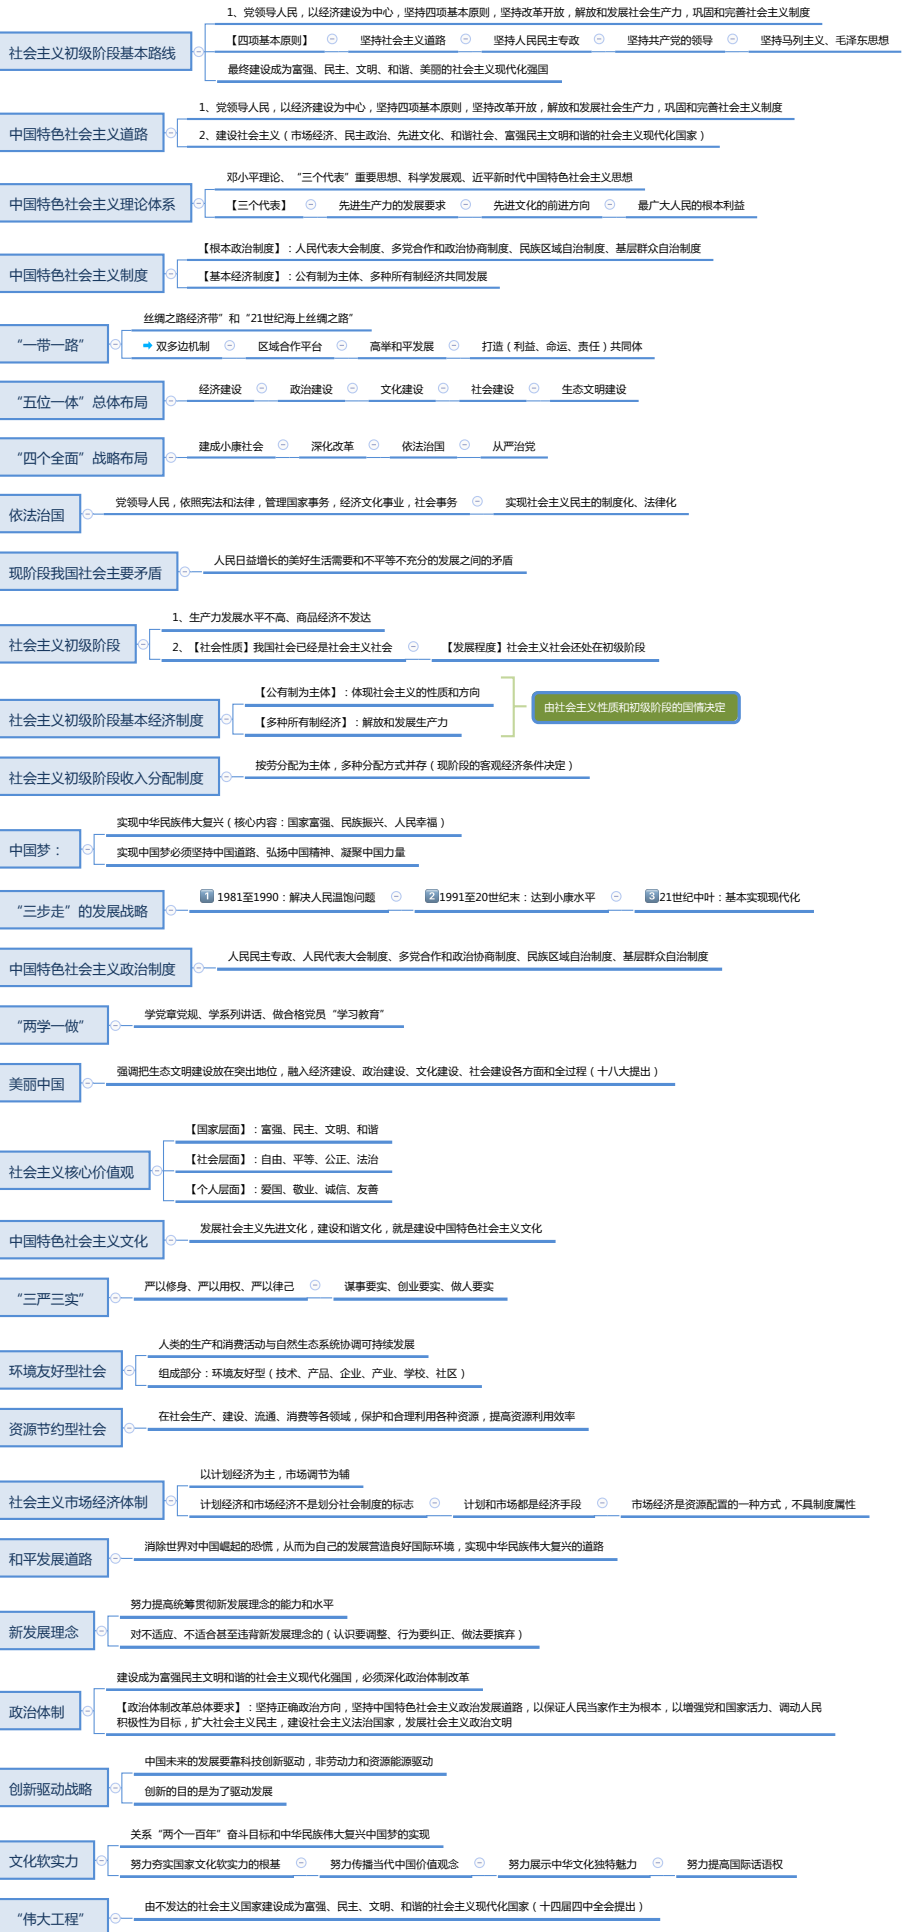 1、党领导人民，以经济建设为中心，坚持四项基本原则，坚持改革开放，解放和发展社会生产力，巩固和完善社会主义制度
社会主义初级阶段基本路线
【四项基本原则】 坚持社会主义道路 坚持人民民主专政 坚持共产党的领导 坚持马列主义、毛泽东思想
最终建设成为富强、民主、文明、和谐、美丽的社会主义现代化强国
1、党领导人民，以经济建设为中心，坚持四项基本原则，坚持改革开放，解放和发展社会生产力，巩固和完善社会主义制度
中国特色社会主义道路
2、建设社会主义（市场经济、民主政治、先进文化、和谐社会、富强民主文明和谐的社会主义现代化国家）
邓小平理论、“三个代表”重要思想、科学发展观、近平新时代中国特色社会主义思想
中国特色社会主义理论体系
【三个代表】 先进生产力的发展要求 先进文化的前进方向 最广大人民的根本利益
【根本政治制度】：人民代表大会制度、多党合作和政治协商制度、民族区域自治制度、基层群众自治制度
中国特色社会主义制度
【基本经济制度】：公有制为主体、多种所有制经济共同发展
丝绸之路经济带”和“21世纪海上丝绸之路”
“一带一路”
双多边机制 区域合作平台 高举和平发展 打造（利益、命运、责任）共同体
“五位一体”总体布局
经济建设 政治建设 文化建设 社会建设 生态文明建设
“四个全面”战略布局
建成小康社会 深化改革 依法治国 从严治党
依法治国
党领导人民，依照宪法和法律，管理国家事务，经济文化事业，社会事务 实现社会主义民主的制度化、法律化
现阶段我国社会主要矛盾
人民日益增长的美好生活需要和不平等不充分的发展之间的矛盾
1、生产力发展水平不高、商品经济不发达
社会主义初级阶段
2、【社会性质】我国社会已经是社会主义社会 【发展程度】社会主义社会还处在初级阶段
【公有制为主体】：体现社会主义的性质和方向
社会主义初级阶段基本经济制度
由社会主义性质和初级阶段的国情决定
【多种所有制经济】：解放和发展生产力
社会主义初级阶段收入分配制度
按劳分配为主体，多种分配方式并存（现阶段的客观经济条件决定）
实现中华民族伟大复兴（核心内容：国家富强、民族振兴、人民幸福）
中国梦：
实现中国梦必须坚持中国道路、弘扬中国精神、凝聚中国力量
“三步走”的发展战略
1 1981至1990：解决人民温饱问题 2 1991至20世纪末：达到小康水平 3 21世纪中叶：基本实现现代化
中国特色社会主义政治制度
人民民主专政、人民代表大会制度、多党合作和政治协商制度、民族区域自治制度、基层群众自治制度
“两学一做”
学党章党规、学系列讲话、做合格党员“学习教育”
美丽中国
强调把生态文明建设放在突出地位，融入经济建设、政治建设、文化建设、社会建设各方面和全过程（十八大提出）
【国家层面】：富强、民主、文明、和谐
社会主义核心价值观
【社会层面】：自由、平等、公正、法治
【个人层面】：爱国、敬业、诚信、友善
中国特色社会主义文化
发展社会主义先进文化，建设和谐文化，就是建设中国特色社会主义文化
“三严三实”
严以修身、严以用权、严以律己 谋事要实、创业要实、做人要实
人类的生产和消费活动与自然生态系统协调可持续发展
环境友好型社会
组成部分：环境友好型（技术、产品、企业、产业、学校、社区）
资源节约型社会
在社会生产、建设、流通、消费等各领域，保护和合理利用各种资源，提高资源利用效率
以计划经济为主，市场调节为辅
社会主义市场经济体制
计划经济和市场经济不是划分社会制度的标志 计划和市场都是经济手段 市场经济是资源配置的一种方式，不具制度属性
和平发展道路
消除世界对中国崛起的恐慌，从而为自己的发展营造良好国际环境，实现中华民族伟大复兴的道路
努力提高统筹贯彻新发展理念的能力和水平
新发展理念
对不适应、不适合甚至违背新发展理念的（认识要调整、行为要纠正、做法要摈弃）
建设成为富强民主文明和谐的社会主义现代化强国，必须深化政治体制改革
政治体制
【政治体制改革总体要求】：坚持正确政治方向，坚持中国特色社会主义政治发展道路，以保证人民当家作主为根本，以增强党和国家活力、调动人民
积极性为目标，扩大社会主义民主，建设社会主义法治国家，发展社会主义政治文明
中国未来的发展要靠科技创新驱动，非劳动力和资源能源驱动
创新驱动战略
创新的目的是为了驱动发展
关系“两个一百年”奋斗目标和中华民族伟大复兴中国梦的实现
文化软实力
努力夯实国家文化软实力的根基 努力传播当代中国价值观念 努力展示中华文化独特魅力 努力提高国际话语权
“伟大工程”
由不发达的社会主义国家建设成为富强、民主、文明、和谐的社会主义现代化国家（十四届四中全会提出）